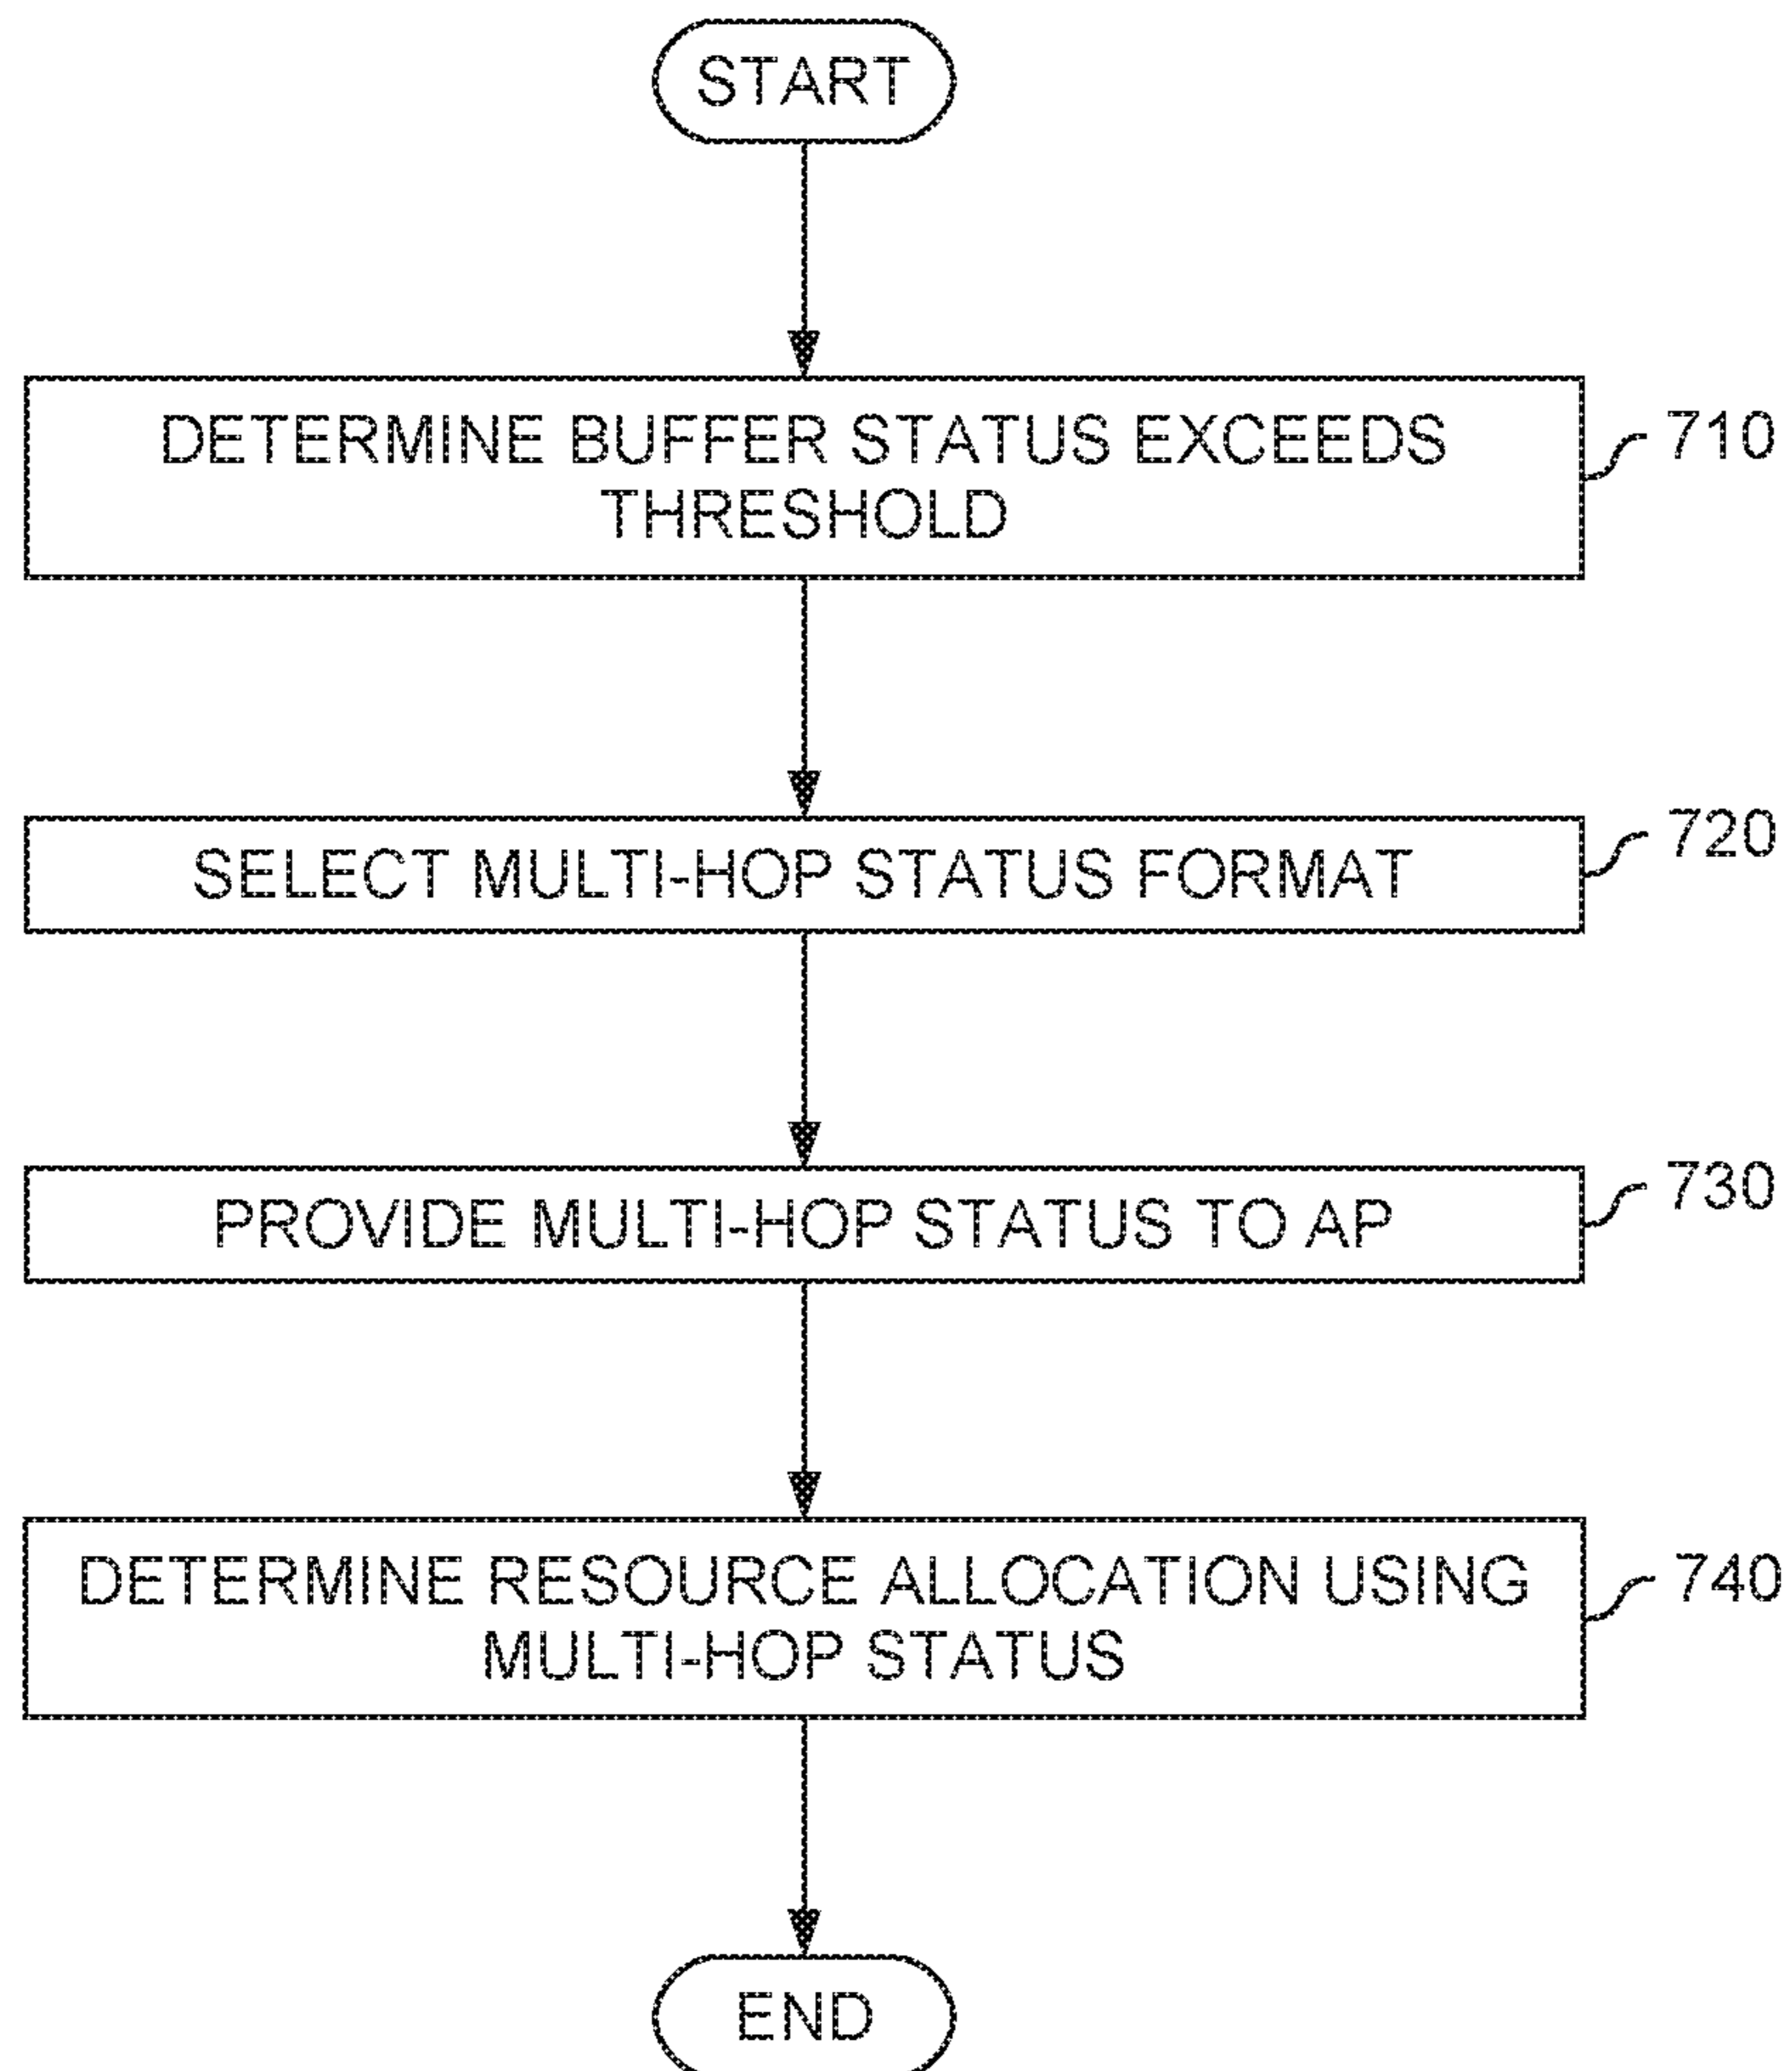 START
DETERMINE BUFFER STATUS EXCEEDS
THRESHOLD
710
SELECT MULTI-HOP STATUS FORMAT
720
PROVIDE MULTI-HOP STATUS TO AP
730
DETERMINE RESOURCE ALLOCATION USING
MULTI-HOP STATUS
740
END